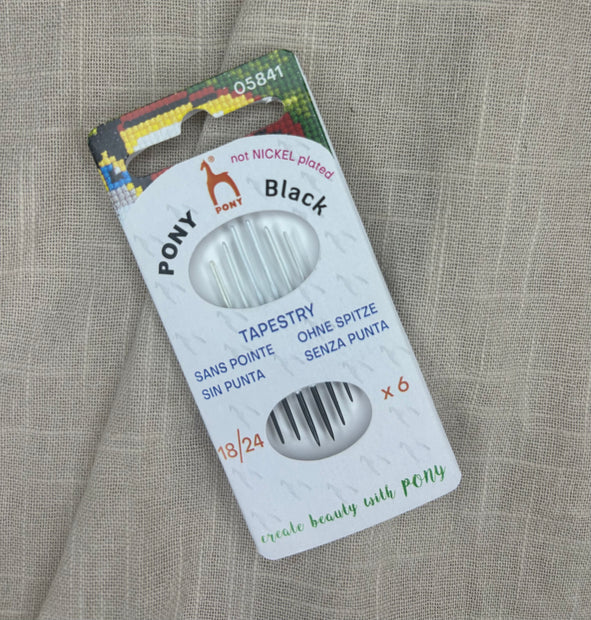 05841
not NICKEL plated
PONY
PONY Black
TAPESTRY
SANS POINTE OHNE SPITZE
SIN PUNTA SENZA PUNTA
18/24 x 6
create beauty with PONY